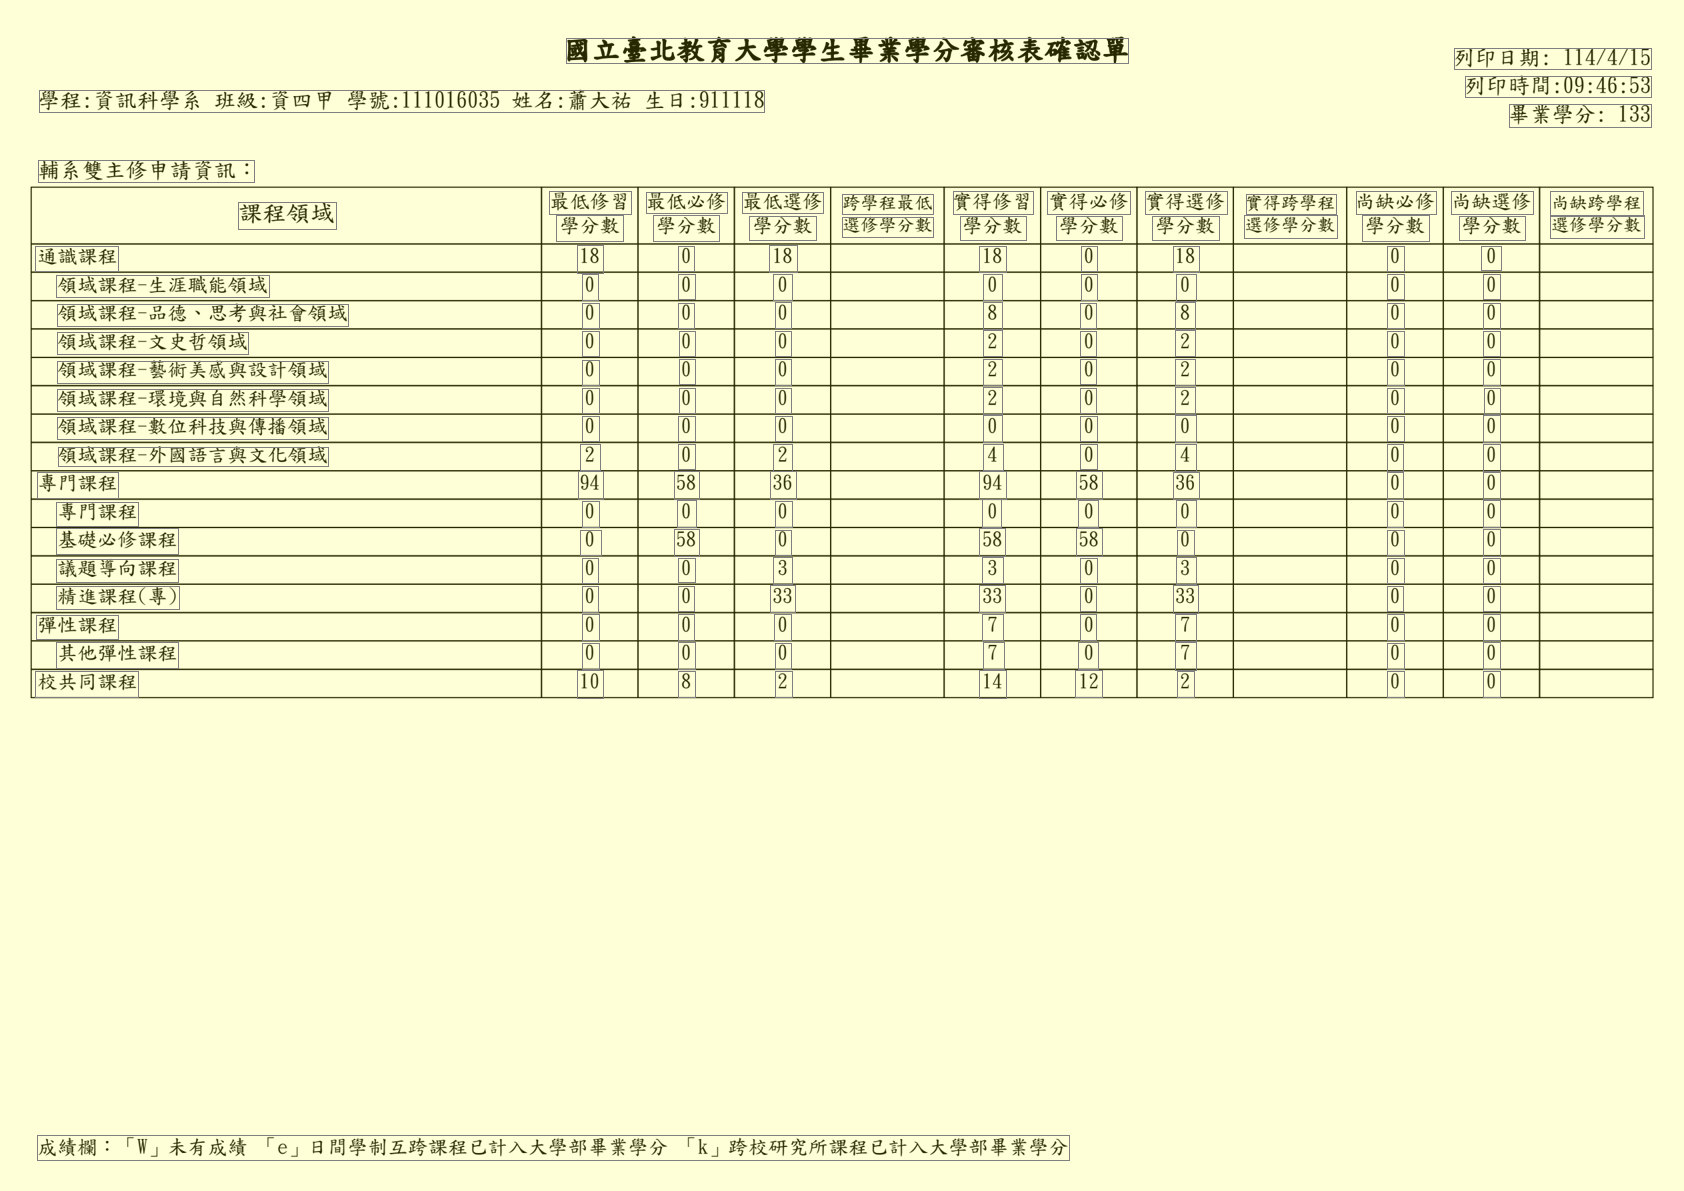 國立臺北教育大學學生畢業學分審核表確認單
列印日期: 114/4/15
列印時間:09:46:53
畢業學分: 133
學程:資訊科學系 班級:資四甲 學號:111016035 姓名:蕭大祐 生日:911118
輔系雙主修申請資訊：
課程領域 最低修習學分數 最低必修學分數 最低選修學分數 跨學程最低選修學分數 實得修習學分數 實得必修學分數 實得選修學分數 實得跨學程選修學分數 尚缺必修學分數 尚缺選修學分數 尚缺跨學程選修學分數
通識課程 18 0 18 18 0 18 0 0
領域課程-生涯職能領域 0 0 0 0 0 0 0 0
領域課程-品德、思考與社會領域 0 0 0 8 0 8 0 0
領域課程-文史哲領域 0 0 0 2 0 2 0 0
領域課程-藝術美感與設計領域 0 0 0 2 0 2 0 0
領域課程-環境與自然科學領域 0 0 0 2 0 2 0 0
領域課程-數位科技與傳播領域 0 0 0 0 0 0 0 0
領域課程-外國語言與文化領域 2 0 2 4 0 4 0 0
專門課程 94 58 36 94 58 36 0 0
專門課程 0 0 0 0 0 0 0 0
基礎必修課程 0 58 0 58 58 0 0 0
議題導向課程 0 0 3 3 0 3 0 0
精進課程(專) 0 0 33 33 0 33 0 0
彈性課程 0 0 0 7 0 7 0 0
其他彈性課程 0 0 0 7 0 7 0 0
校共同課程 10 8 2 14 12 2 0 0
成績欄：「W」未有成績 「e」日間學制互跨課程已計入大學部畢業學分 「k」跨校研究所課程已計入大學部畢業學分